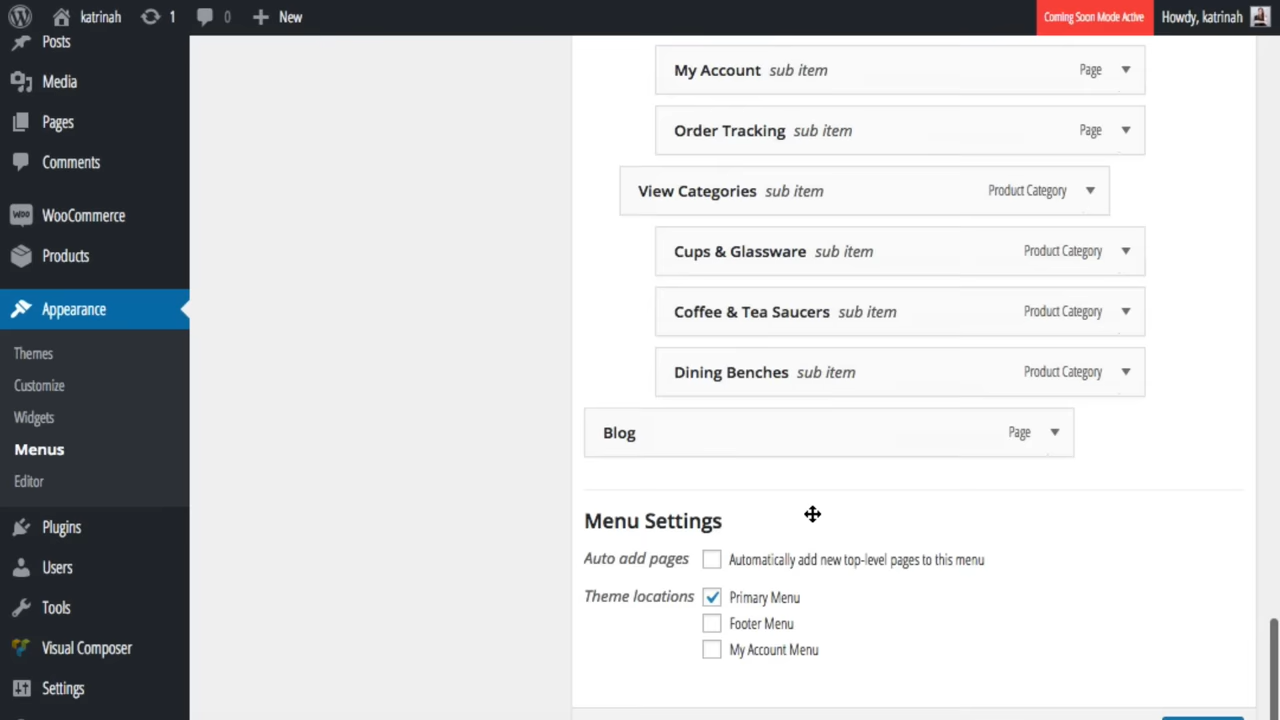 katrinah 1 0 New Coming Soon Mode Active Howdy, katrinah
Posts
Media
Pages
Comments
WOO WooCommerce
Products
Appearance
Themes
Customize
Widgets
Menus
Editor
Plugins
Users
Tools
Visual Composer
Settings
My Account sub item Page
Order Tracking sub item Page
View Categories sub item Product Category
Cups & Glassware sub item Product Category
Coffee & Tea Saucers sub item Product Category
Dining Benches sub item Product Category
Blog Page
Menu Settings
Auto add pages Automatically add new top-level pages to this menu
Theme locations Primary Menu
Footer Menu
My Account Menu